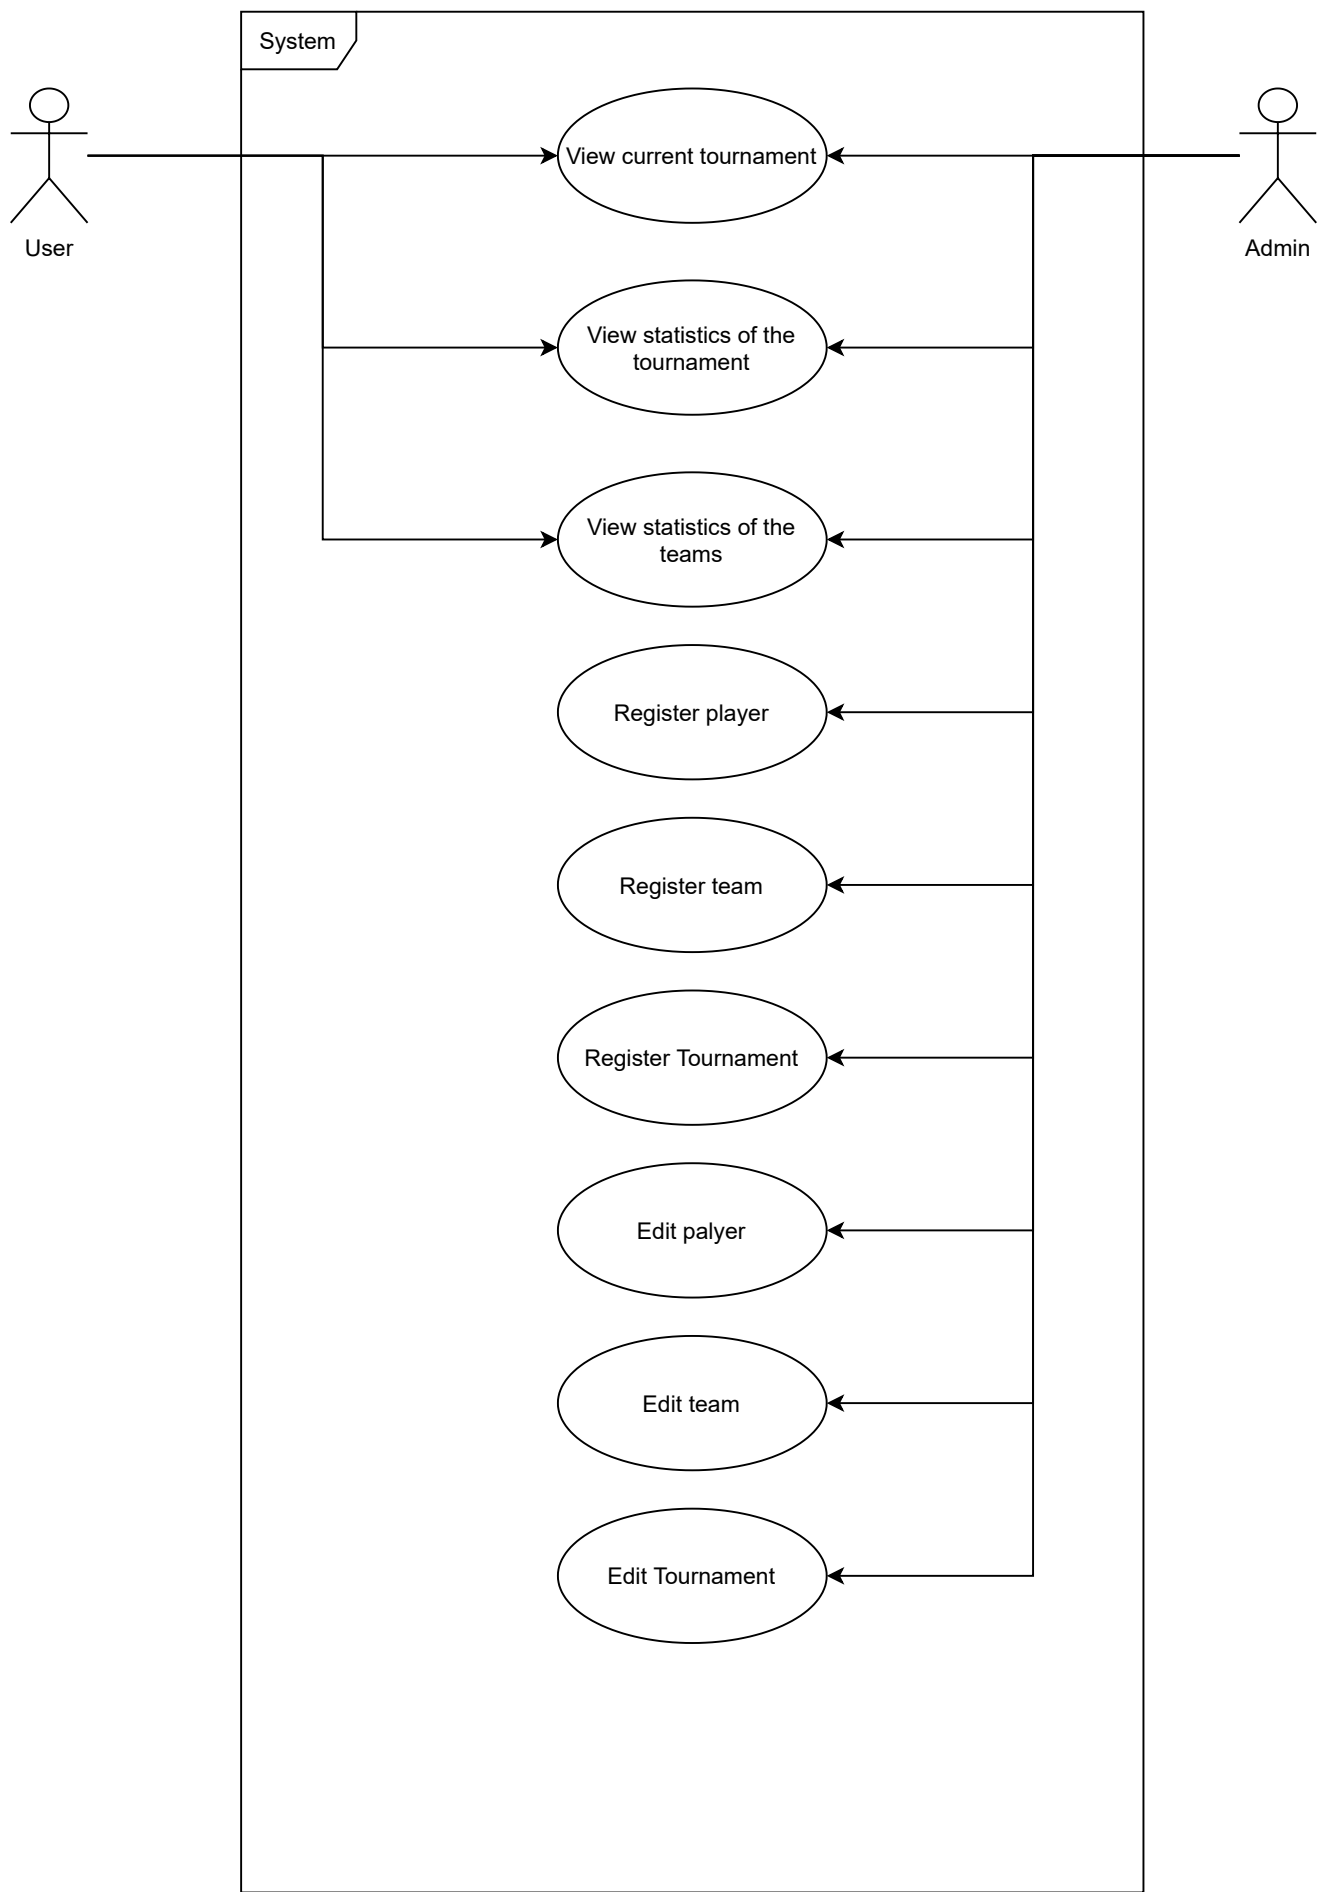 System
View current tournament
User
Admin
View statistics of the
tournament
View statistics of the
teams
Register player
Register team
Register Tournament
Edit palyer
Edit team
Edit Tournament